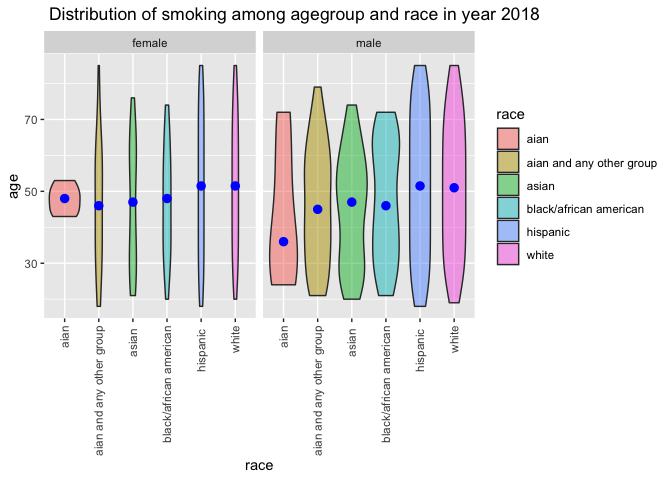 Distribution of smoking among agegroup and race in year 2018
female
male
age
70
50
30
aian
aian and any other group
asian
black/african american
hispanic
white
aian
aian and any other group
asian
black/african american
hispanic
white
race
race
aian
aian and any other group
asian
black/african american
hispanic
white